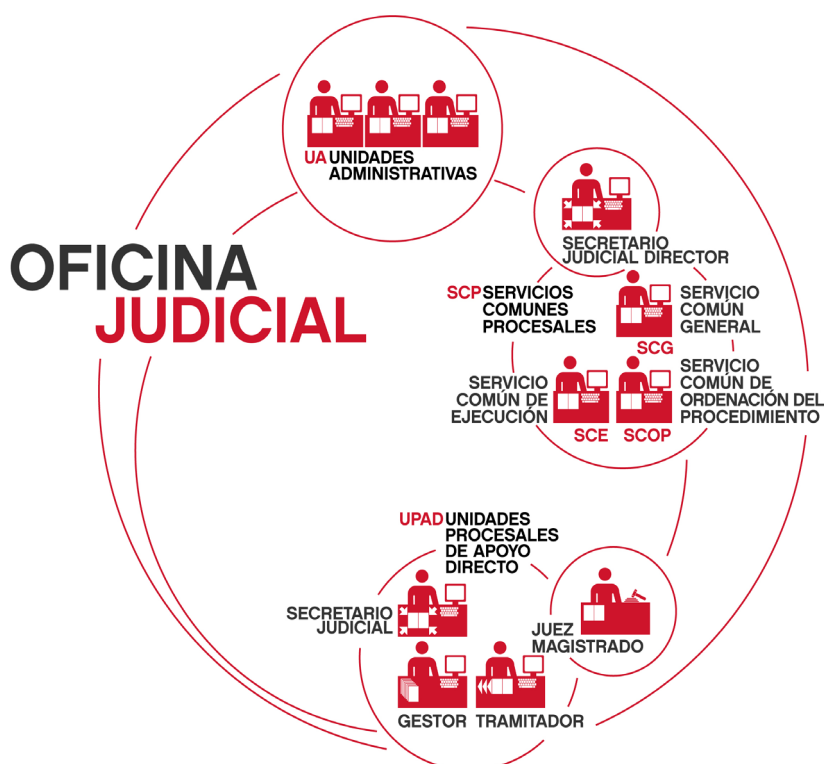 UA UNIDADES
ADMINISTRATIVAS
OFICINA
JUDICIAL
SECRETARIO
JUDICIAL DIRECTOR
SCP SERVICIOS
COMUNES
PROCESALES
SERVICIO
COMÚN
GENERAL
SCG
SERVICIO
COMÚN DE
EJECUCIÓN
SCE
SCOP
SERVICIO
COMÚN DE
ORDENACIÓN DEL
PROCEDIMIENTO
UPAD UNIDADES
PROCESALES
DE APOYO
DIRECTO
SECRETARIO
JUDICIAL
JUEZ
MAGISTRADO
GESTOR
TRAMITADOR